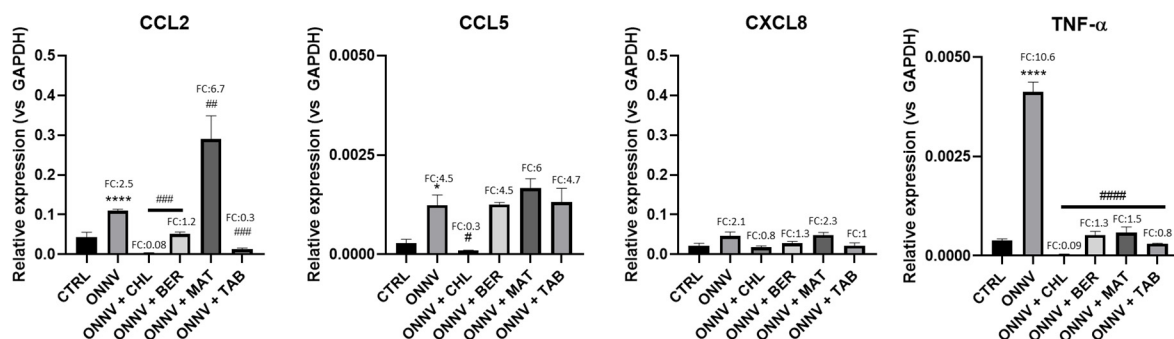 CCL2
Relative expression (vs GAPDH)
0.5
0.4
0.3
0.2
0.1
0.0
FC:2.5
****
FC:0.08
###
FC:1.2
FC:6.7
##
FC:0.3
###
CTRL
ONNV
ONNV + CHL
ONNV + BER
ONNV + MAT
ONNV + TAB
CCL5
Relative expression (vs GAPDH)
0.0050
0.0025
0.0000
FC:4.5
*
FC:0.3
#
FC:4.5
FC:6
FC:4.7
CTRL
ONNV
ONNV + CHL
ONNV + BER
ONNV + MAT
ONNV + TAB
CXCL8
Relative expression (vs GAPDH)
0.5
0.4
0.3
0.2
0.1
0.0
FC:2.1
FC:0.8
FC:1.3
FC:2.3
FC:1
CTRL
ONNV
ONNV + CHL
ONNV + BER
ONNV + MAT
ONNV + TAB
TNF-α
Relative expression (vs GAPDH)
0.0050
0.0025
0.0000
FC:10.6
****
####
FC:0.09
FC:1.3
FC:1.5
FC:0.8
CTRL
ONNV
ONNV + CHL
ONNV + BER
ONNV + MAT
ONNV + TAB